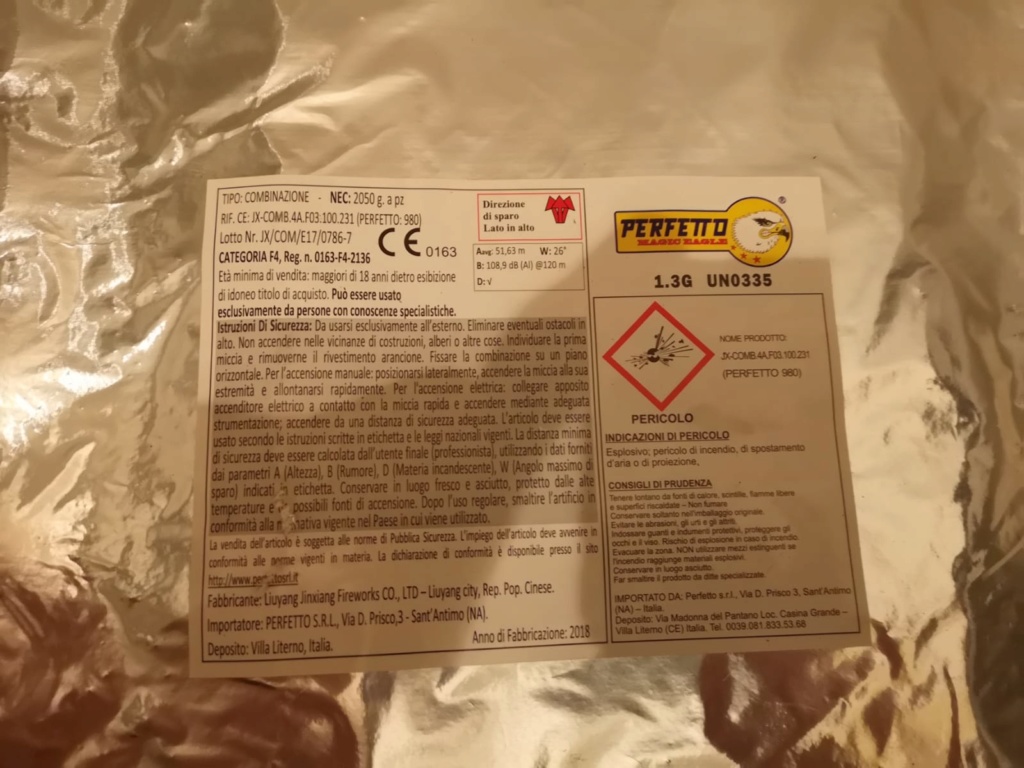 TIPO: COMBINAZIONE - NEC: 2050 g. a pz
RIF. CE: JX-COMB.4A.F03.100.231 (PERFETTO: 980)
Lotto Nr. JX/COM/E17/0786-7
CE 0163
CATEGORIA F4, Reg. n. 0163-F4-2136
Età minima di vendita: maggiori di 18 anni dietro esibizione
di idoneo titolo di acquisto. Può essere usato
esclusivamente da persone con conoscenze specialistiche.
Direzione
di sparo
Lato in alto
Aavg: 51,63 m W: 26°
B: 108,9 dB (AI) @120 m
D: √
Istruzioni Di Sicurezza: Da usarsi esclusivamente all'esterno. Eliminare eventuali ostacoli in
alto. Non accendere nelle vicinanze di costruzioni, alberi o altre cose. Individuare la prima
miccia e rimuoverne il rivestimento arancione. Fissare la combinazione su un piano
orizzontale. Per l'accensione manuale: posizionarsi lateralmente, accendere la miccia alla sua
estremità e allontanarsi rapidamente. Per l'accensione elettrica: collegare apposito
accenditore elettrico a contatto con la miccia rapida e accendere mediante adeguata
strumentazione; accendere da una distanza di sicurezza adeguata. L'articolo deve essere
usato secondo le istruzioni scritte in etichetta e le leggi nazionali vigenti. La distanza minima
di sicurezza deve essere calcolata dall'utente finale (professionista), utilizzando i dati forniti
dai parametri A (Altezza), B (Rumore), D (Materia incandescente), W (Angolo massimo di
sparo) indicati etichetta. Conservare in luogo fresco e asciutto, protetto dalle alte
temperature e possibili fonti di accensione. Dopo l'uso regolare, smaltire l'artificio in
conformità alla vigente nel Paese in cui viene utilizzato.
La vendita dell'articolo è soggetta alle norme di Pubblica Sicurezza. L'impiego dell'articolo deve avvenire in
conformità alle norme vigenti in materia. La dichiarazione di conformità è disponibile presso il sito
Fabbricante: Liuyang Jinxiang Fireworks CO., LTD – Liuyang city, Rep. Pop. Cinese.
Importatore: PERFETTO S.R.L., Via D. Prisco,3 - Sant'Antimo (NA).
Anno di Fabbricazione: 2018
Deposito: Villa Literno, Italia.
PERFETTO ®
MAGIC EAGLE
1.3G UN0335
NOME PRODOTTO:
JX-COMB.4A.F03.100.231
(PERFETTO 980)
PERICOLO
INDICAZIONI DI PERICOLO
Esplosivo; pericolo di incendio, di spostamento
d'aria o di proiezione,
CONSIGLI DI PRUDENZA
Tenere lontano da fonti di calore, scintille, fiamme libere
e superfici riscaldate – Non fumare
Conservare soltanto nell'imballaggio originale.
Evitare le abrasioni, gli urti e gli attriti.
Indossare guanti e indumenti protettivi, proteggere gli
occhi e il viso. Rischio di esplosione in caso di incendio.
Evacuare la zona. NON utilizzare mezzi estinguenti se
l'incendio raggiunge materiali esplosivi.
Conservare in luogo asciutto.
Far smaltire il prodotto da ditte specializzate.
IMPORTATO DA: Perfetto s.r.l., Via D. Prisco, 3, Sant'Antimo
(NA) – Italia.
Deposito: Via Madonna del Pantano Loc. Casina Grande –
Villa Literno (CE) Italia, Tel. 0039.081.833.53.68